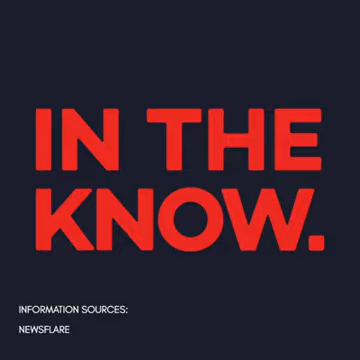 IN THE
KNOW.
INFORMATION SOURCES:
NEWSFLARE